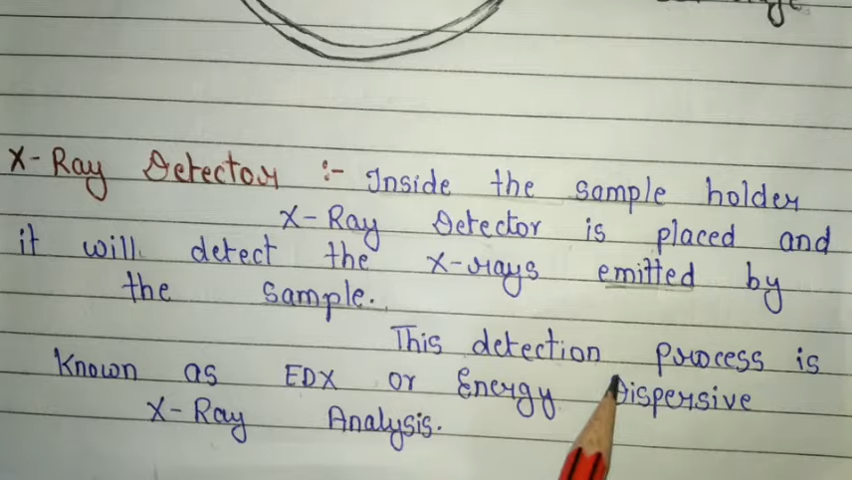 X-Ray Detector :- Inside the sample holder
X-Ray Detector is placed and
it will detect the X-rays emitted by
the sample.
This detection process is
Known as EDX or Energy Dispersive
X-Ray Analysis.